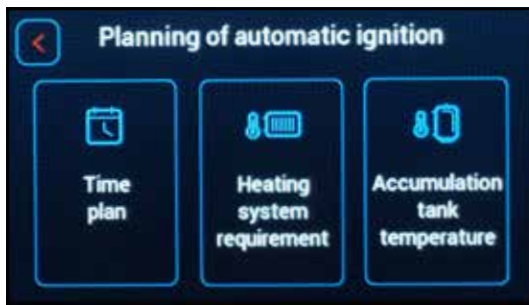 Planning of automatic ignition
Time
plan
Heating
system
requirement
Accumulation
tank
temperature